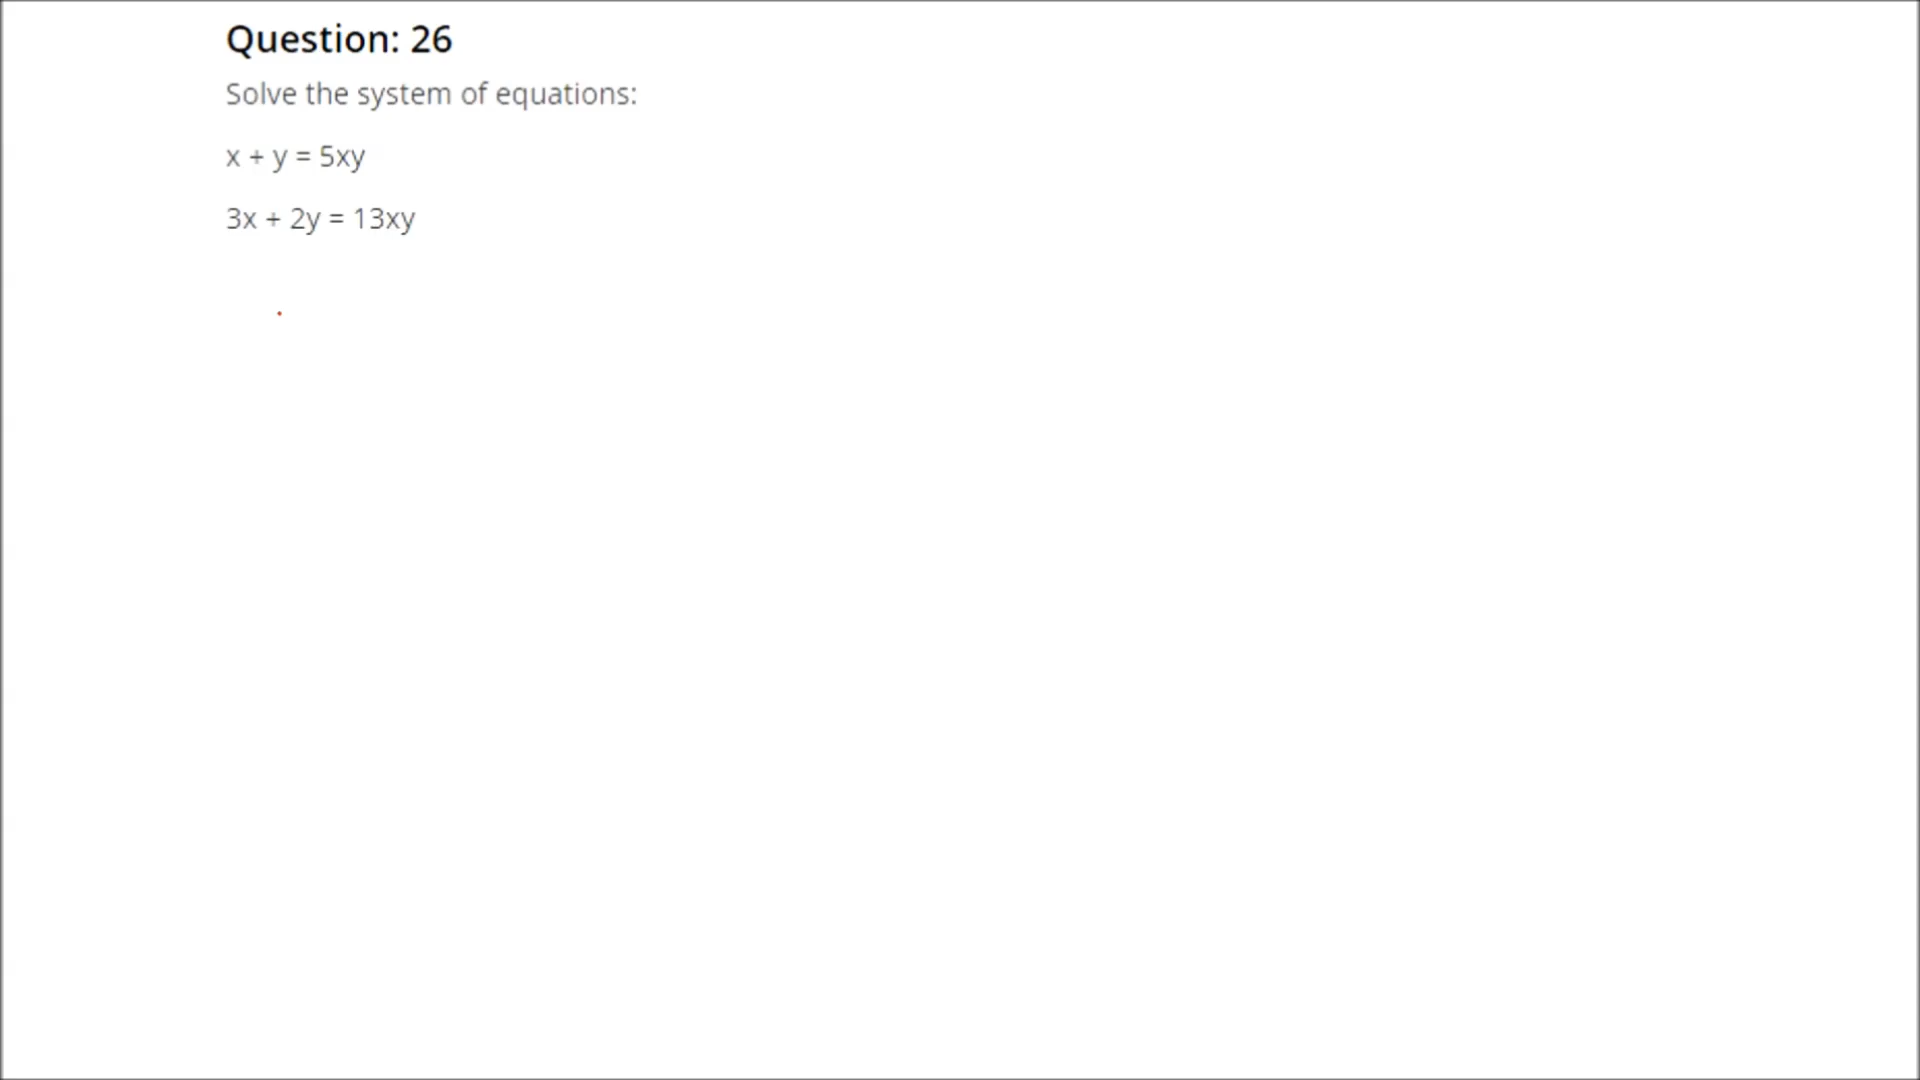 Question: 26
Solve the system of equations:
x + y = 5xy
3x + 2y = 13xy